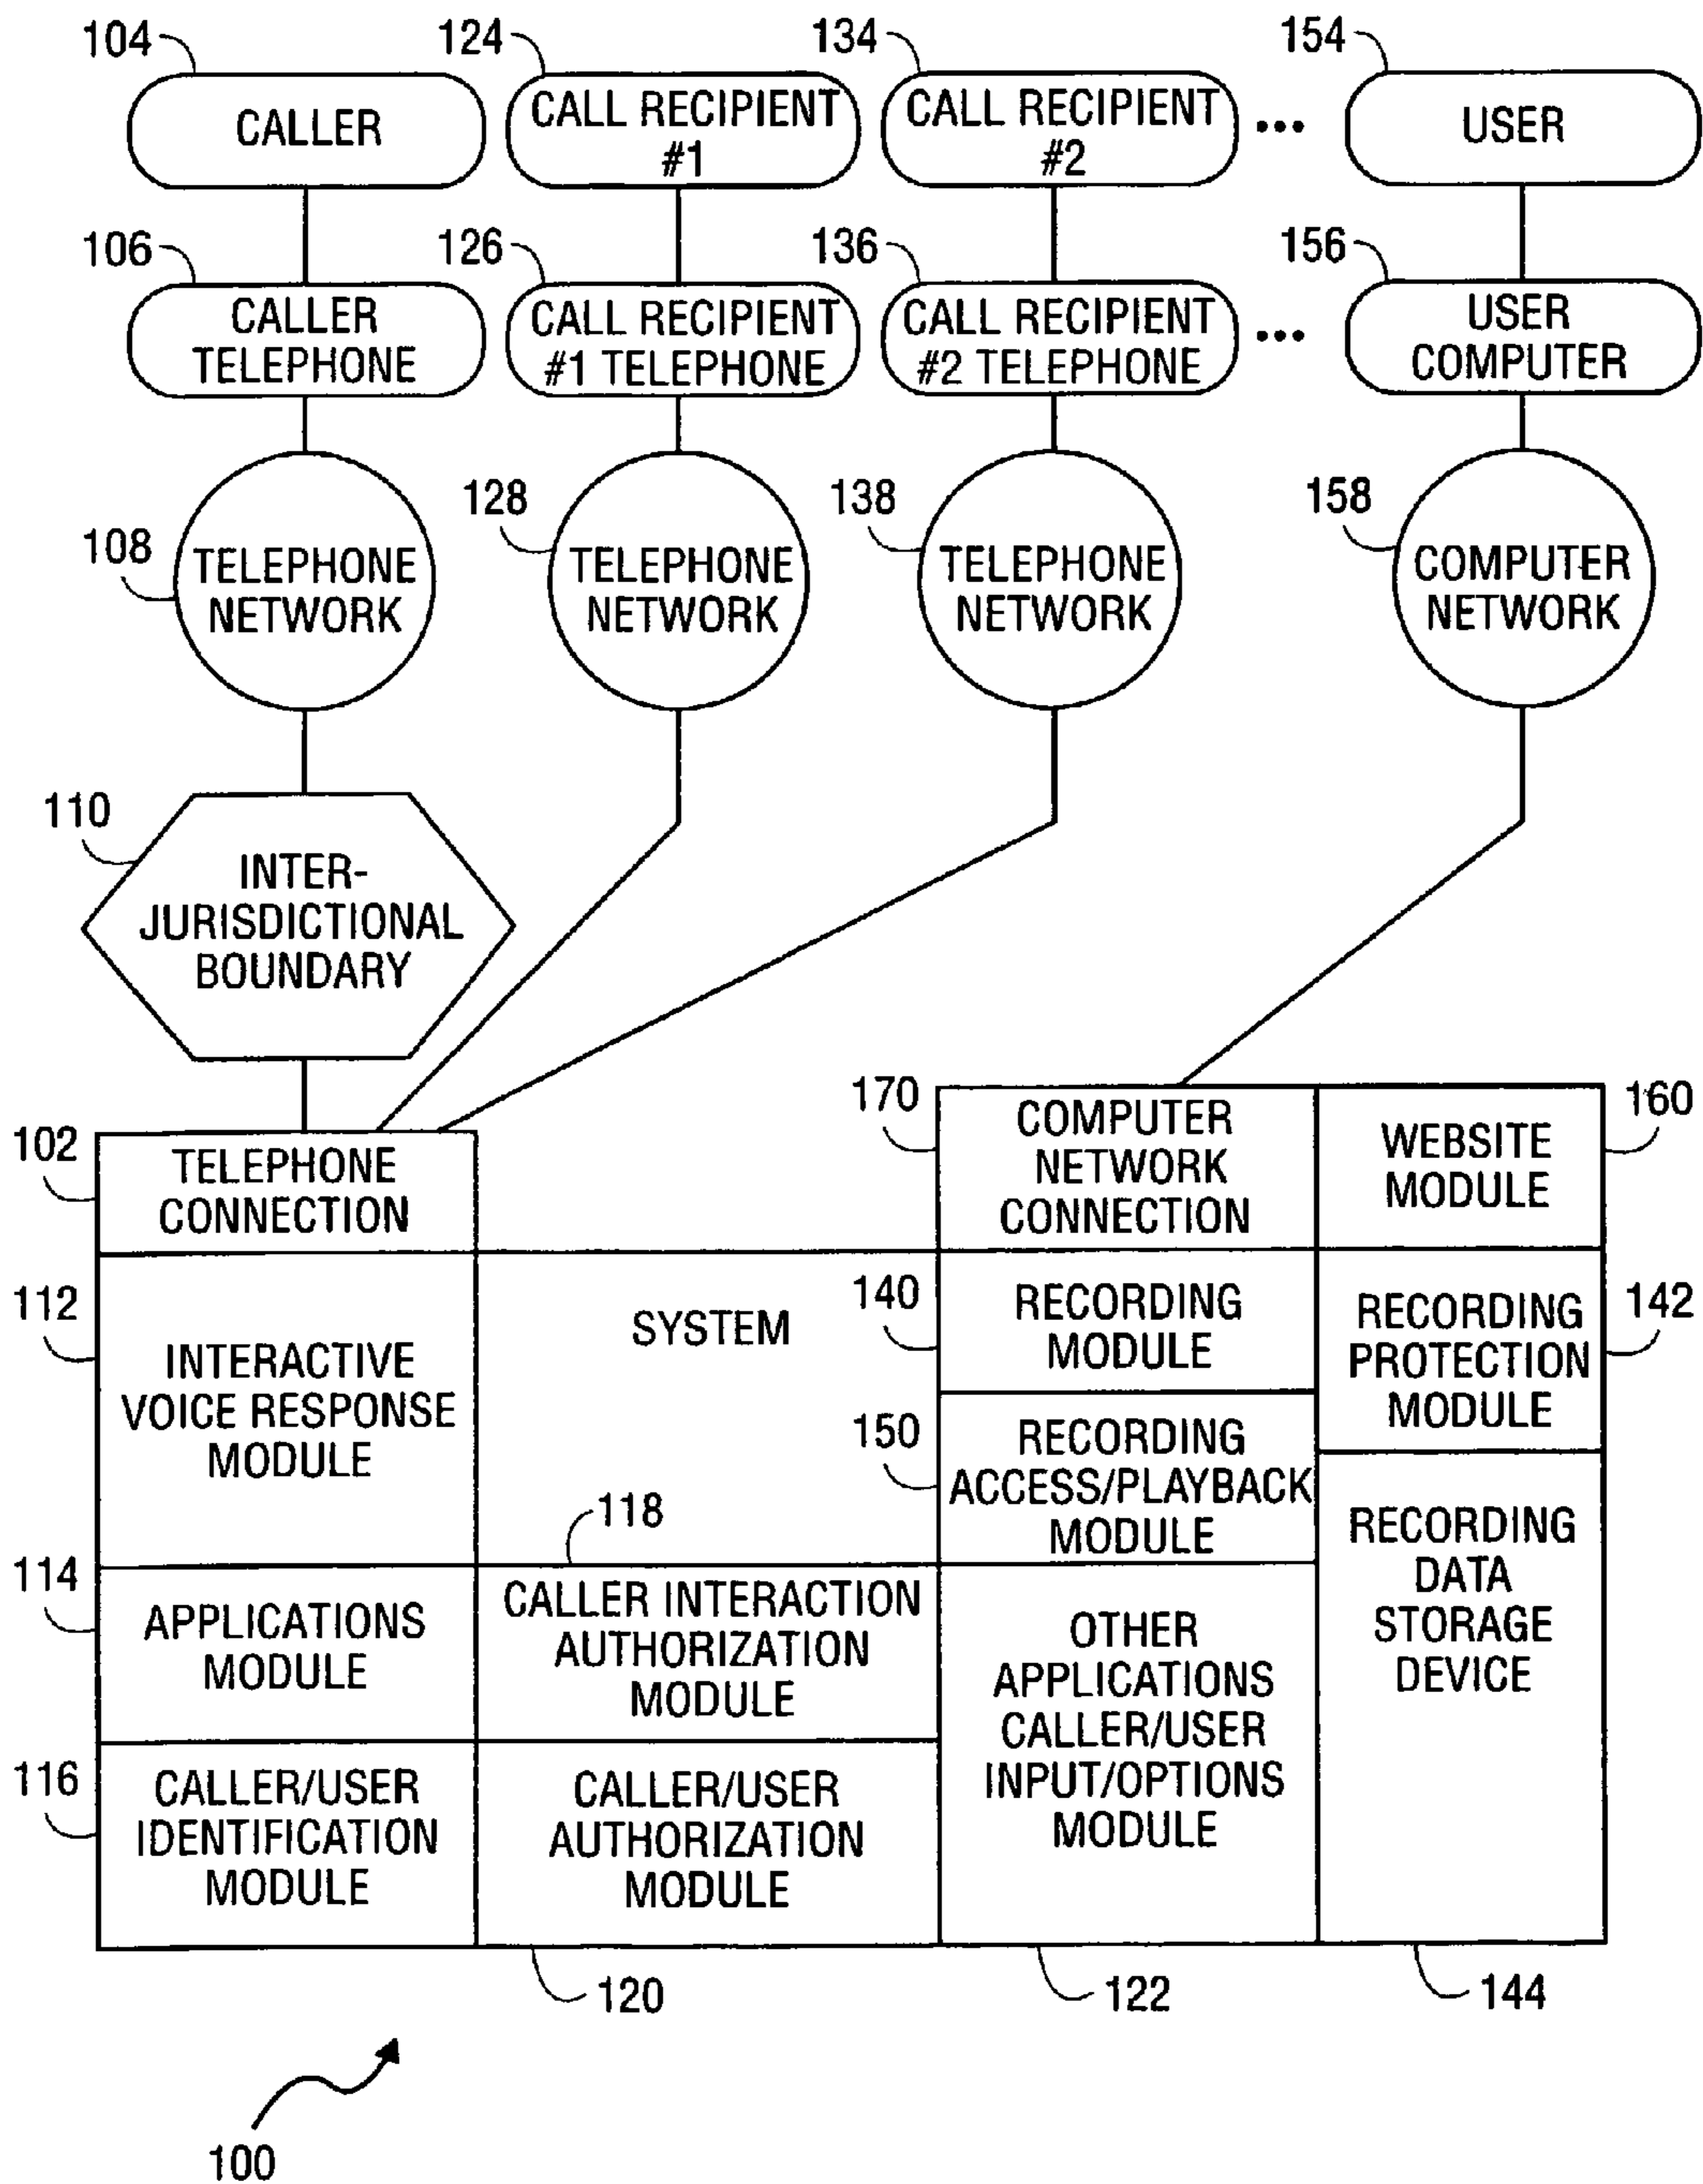 104
124
134
154
CALLER
CALL RECIPIENT
#1
CALL RECIPIENT
#2
•••
USER
106
126
136
156
CALLER
TELEPHONE
CALL RECIPIENT
#1 TELEPHONE
CALL RECIPIENT
#2 TELEPHONE
•••
USER
COMPUTER
108
128
138
158
TELEPHONE
NETWORK
TELEPHONE
NETWORK
TELEPHONE
NETWORK
COMPUTER
NETWORK
110
INTER-
JURISDICTIONAL
BOUNDARY
102
TELEPHONE
CONNECTION
170
COMPUTER
NETWORK
CONNECTION
WEBSITE
MODULE
160
112
INTERACTIVE
VOICE RESPONSE
MODULE
SYSTEM
140
RECORDING
MODULE
RECORDING
PROTECTION
MODULE
142
150
RECORDING
ACCESS/PLAYBACK
MODULE
118
114
APPLICATIONS
MODULE
CALLER INTERACTION
AUTHORIZATION
MODULE
OTHER
APPLICATIONS
CALLER/USER
INPUT/OPTIONS
MODULE
RECORDING
DATA
STORAGE
DEVICE
116
CALLER/USER
IDENTIFICATION
MODULE
CALLER/USER
AUTHORIZATION
MODULE
120
122
144
100